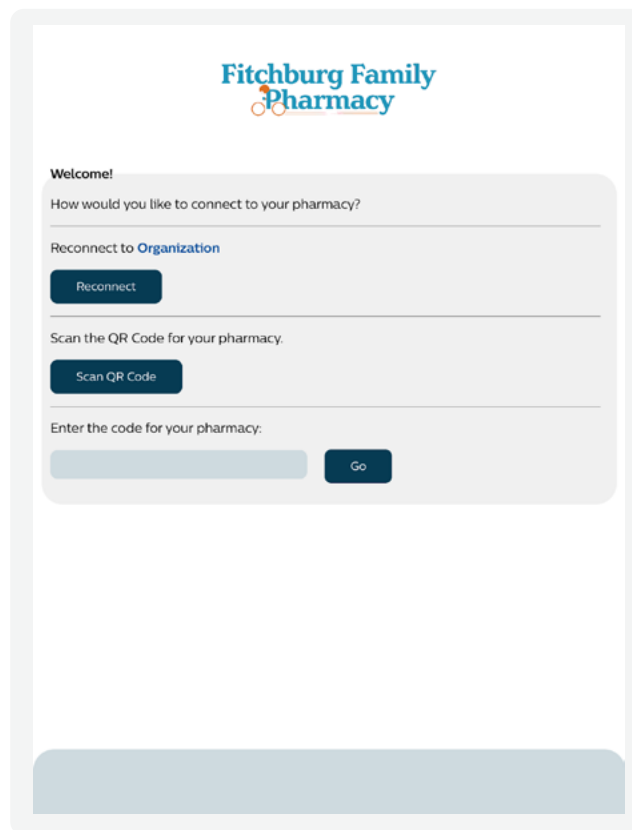 Fitchburg Family
Pharmacy
Welcome!
How would you like to connect to your pharmacy?
Reconnect to Organization
Reconnect
Scan the QR Code for your pharmacy.
Scan QR Code
Enter the code for your pharmacy:
Go